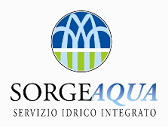 SORGEAQUA
SERVIZIO IDRICO INTEGRATO